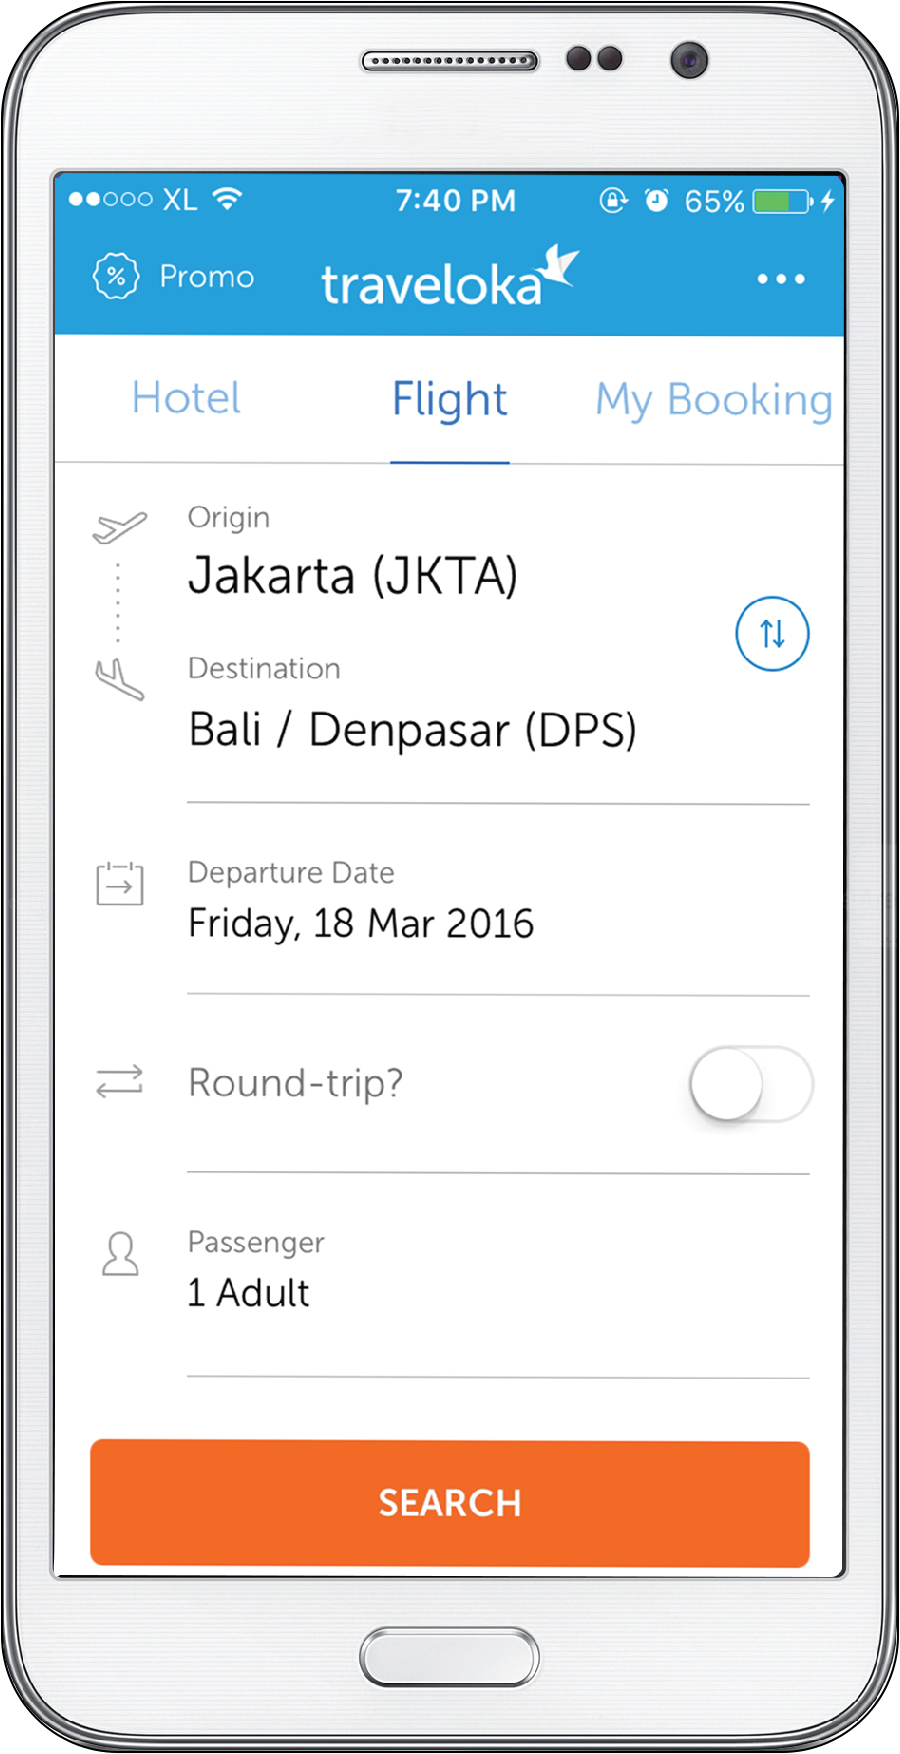 XL 7:40 PM 65%
% Promo traveloka
Hotel Flight My Booking
Origin
Jakarta (JKTA)
Destination
Bali / Denpasar (DPS)
Departure Date
Friday, 18 Mar 2016
Round-trip?
Passenger
1 Adult
SEARCH